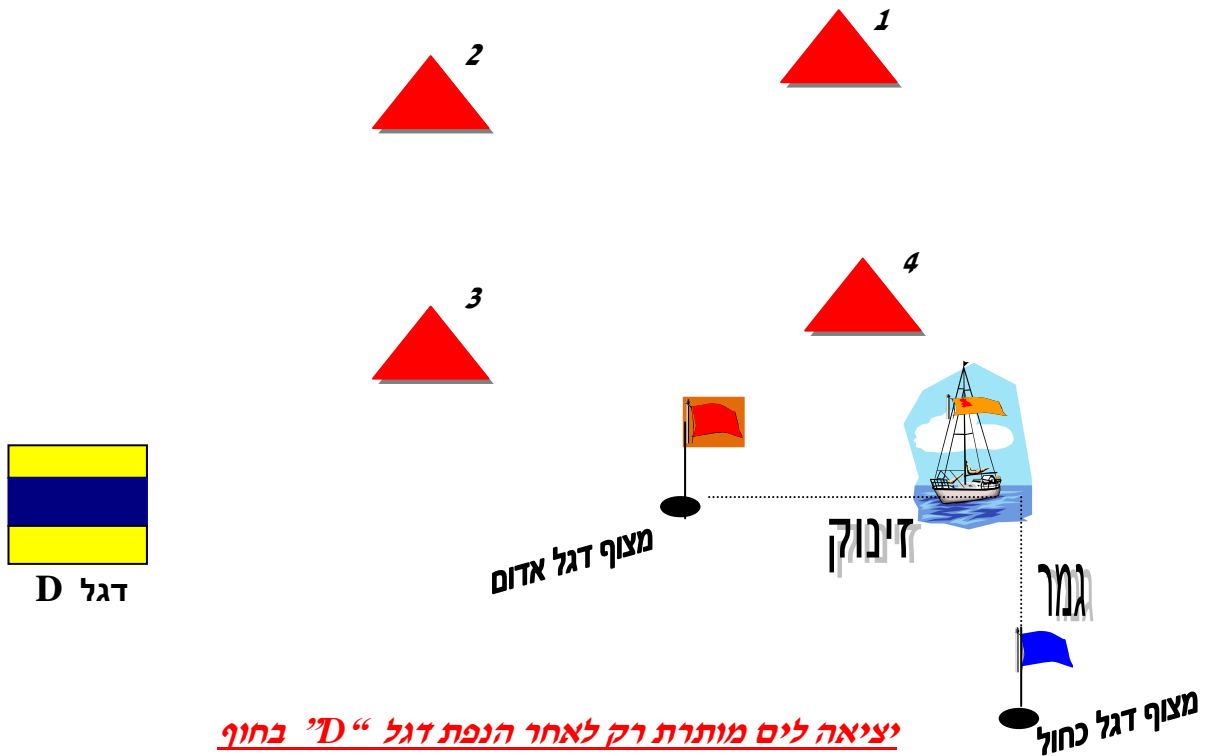 1
2
4
3
זינוק
מצוף דגל אדום
דגל D
גמר
מצוף דגל כחול
יציאה לים מותרת רק לאחר הנפת דגל “D” בחוף